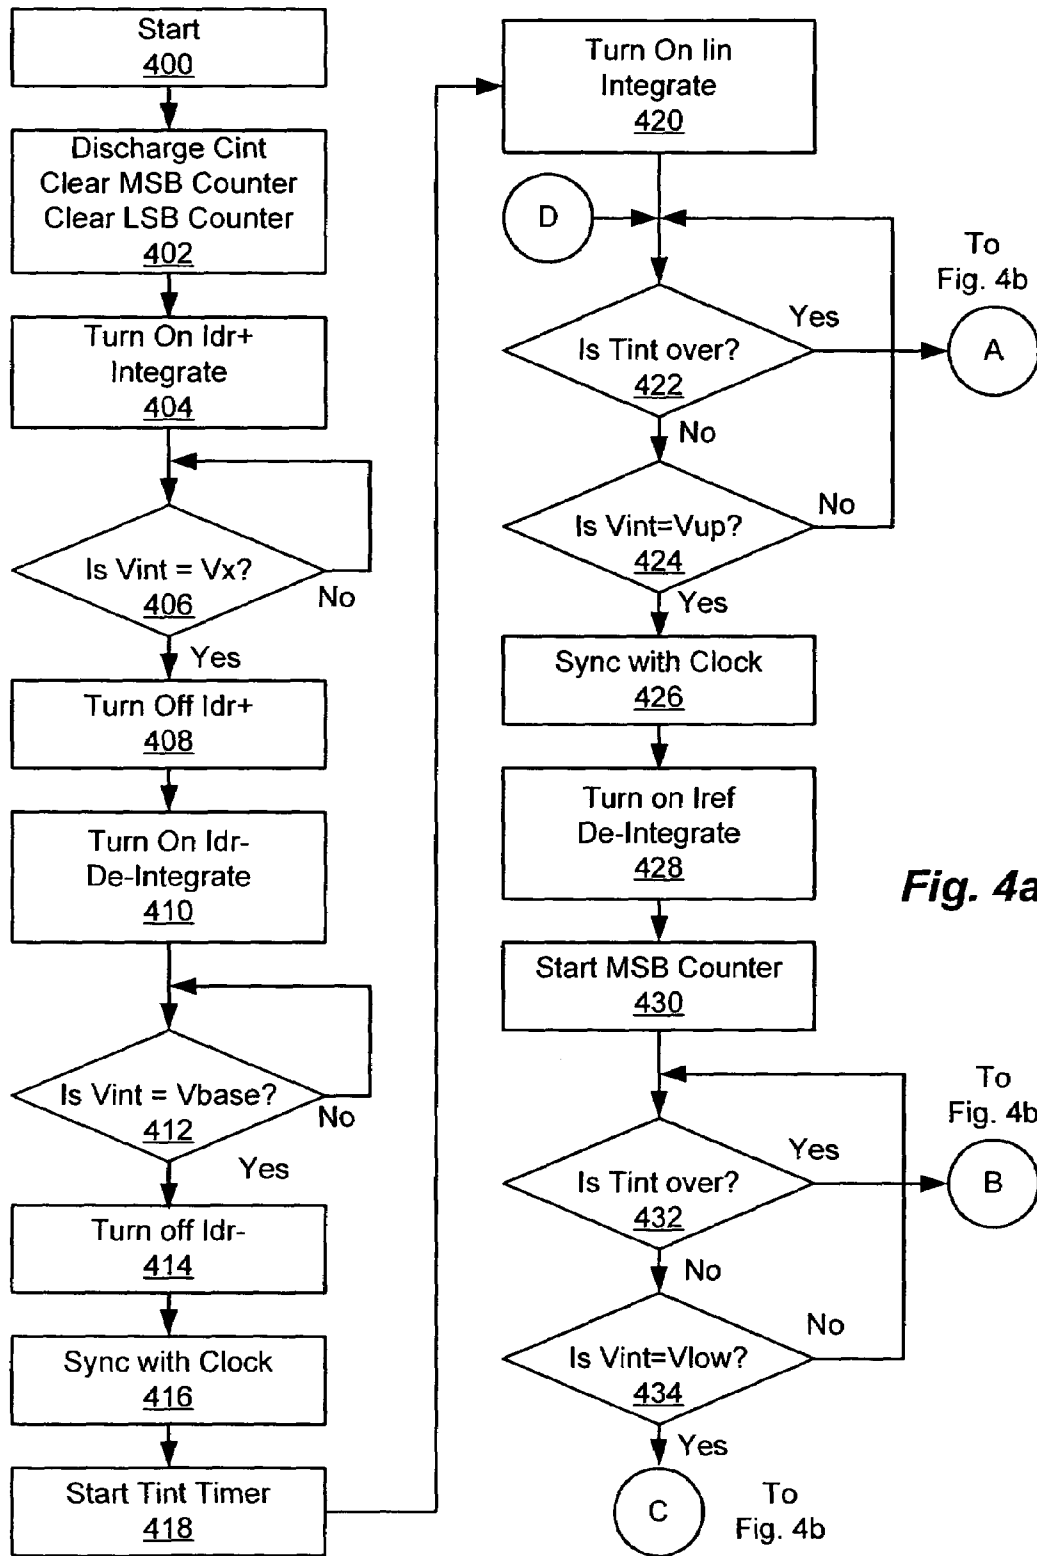 Start
400
Discharge Cint
Clear MSB Counter
Clear LSB Counter
402
Turn On Idr+
Integrate
404
Is Vint = Vx?
406
No
Yes
Turn Off Idr+
408
Turn On Idr-
De-Integrate
410
Is Vint = Vbase?
412
No
Yes
Turn off Idr-
414
Sync with Clock
416
Start Tint Timer
418
Turn On Iin
Integrate
420
D
To
Fig. 4b
Is Tint over?
422
Yes
A
No
Is Vint=Vup?
424
No
Yes
Sync with Clock
426
Turn on Iref
De-Integrate
428
Fig. 4a
Start MSB Counter
430
To
Fig. 4b
Is Tint over?
432
Yes
B
No
Is Vint=Vlow?
434
No
Yes
C
To
Fig. 4b